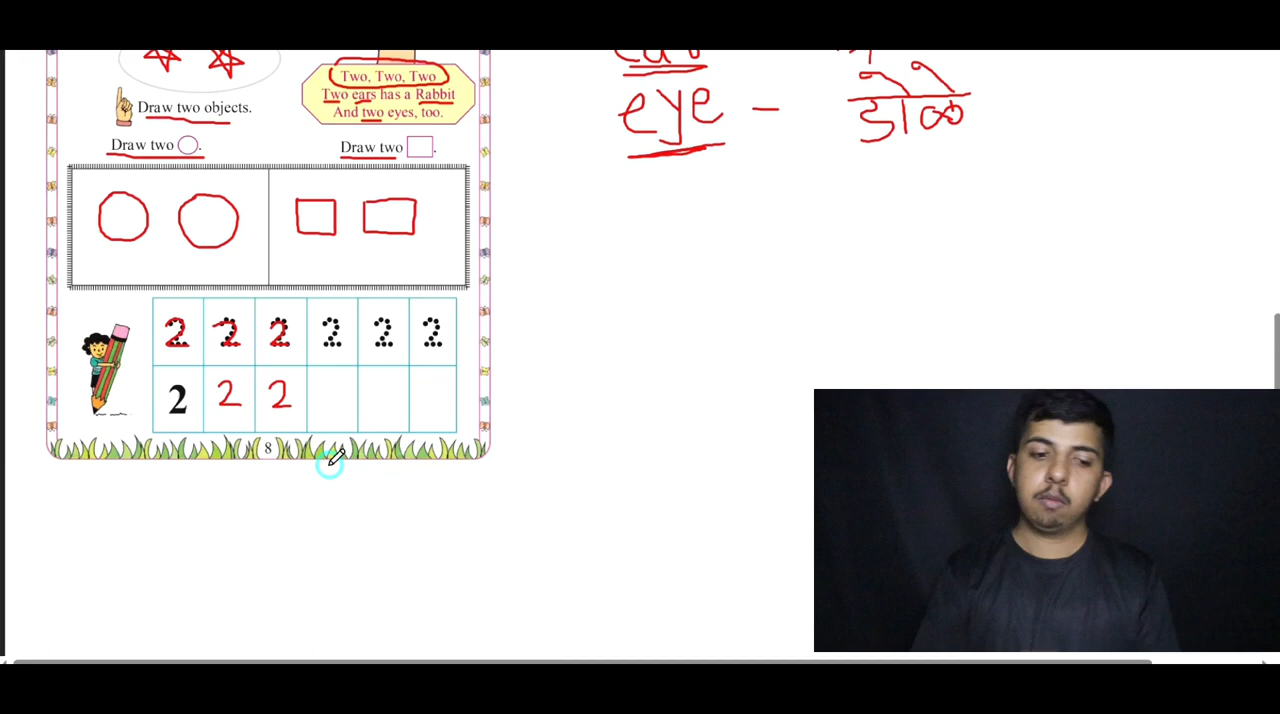 Two, Two, Two
Two ears has a Rabbit
And two eyes, too.
Draw two objects.
Draw two .
Draw two .
2 2 2 2 2 2
2 2 2
8
eye –